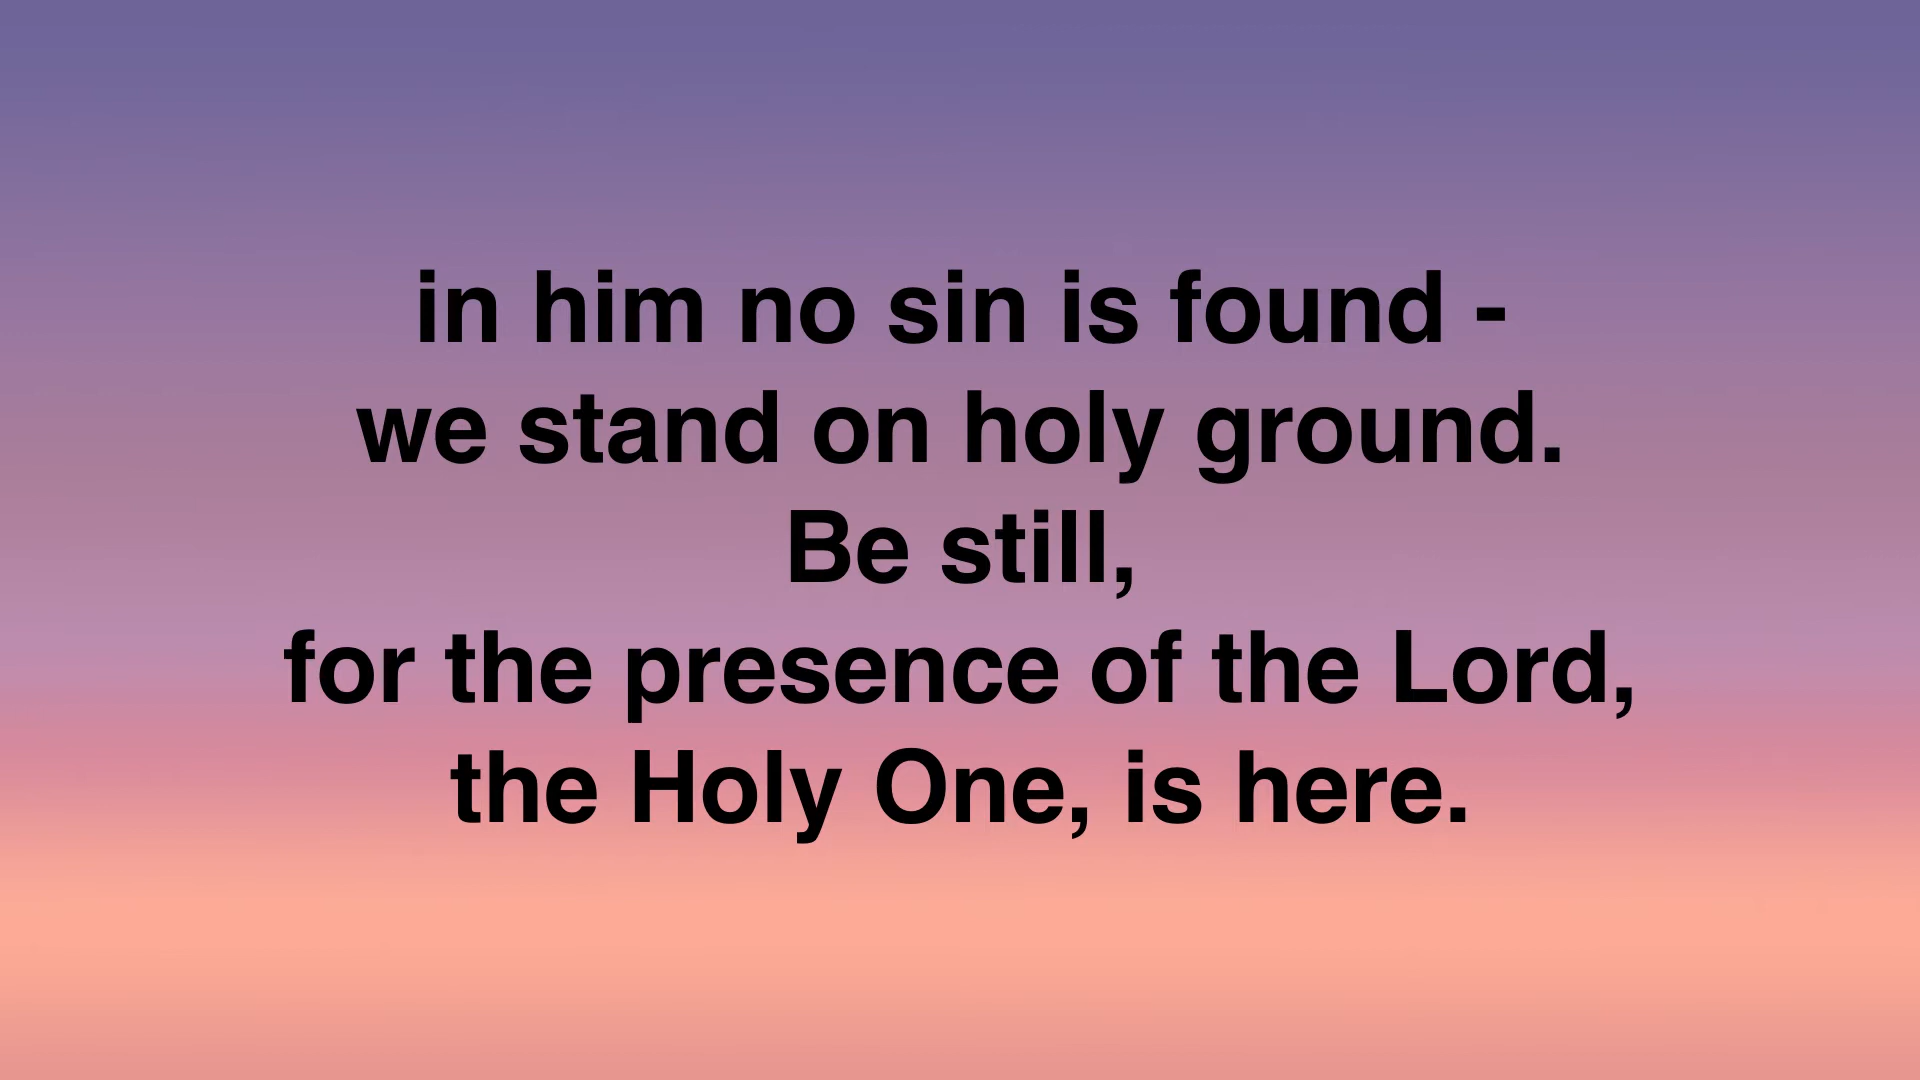 in him no sin is found -
we stand on holy ground.
Be still,
for the presence of the Lord,
the Holy One, is here.